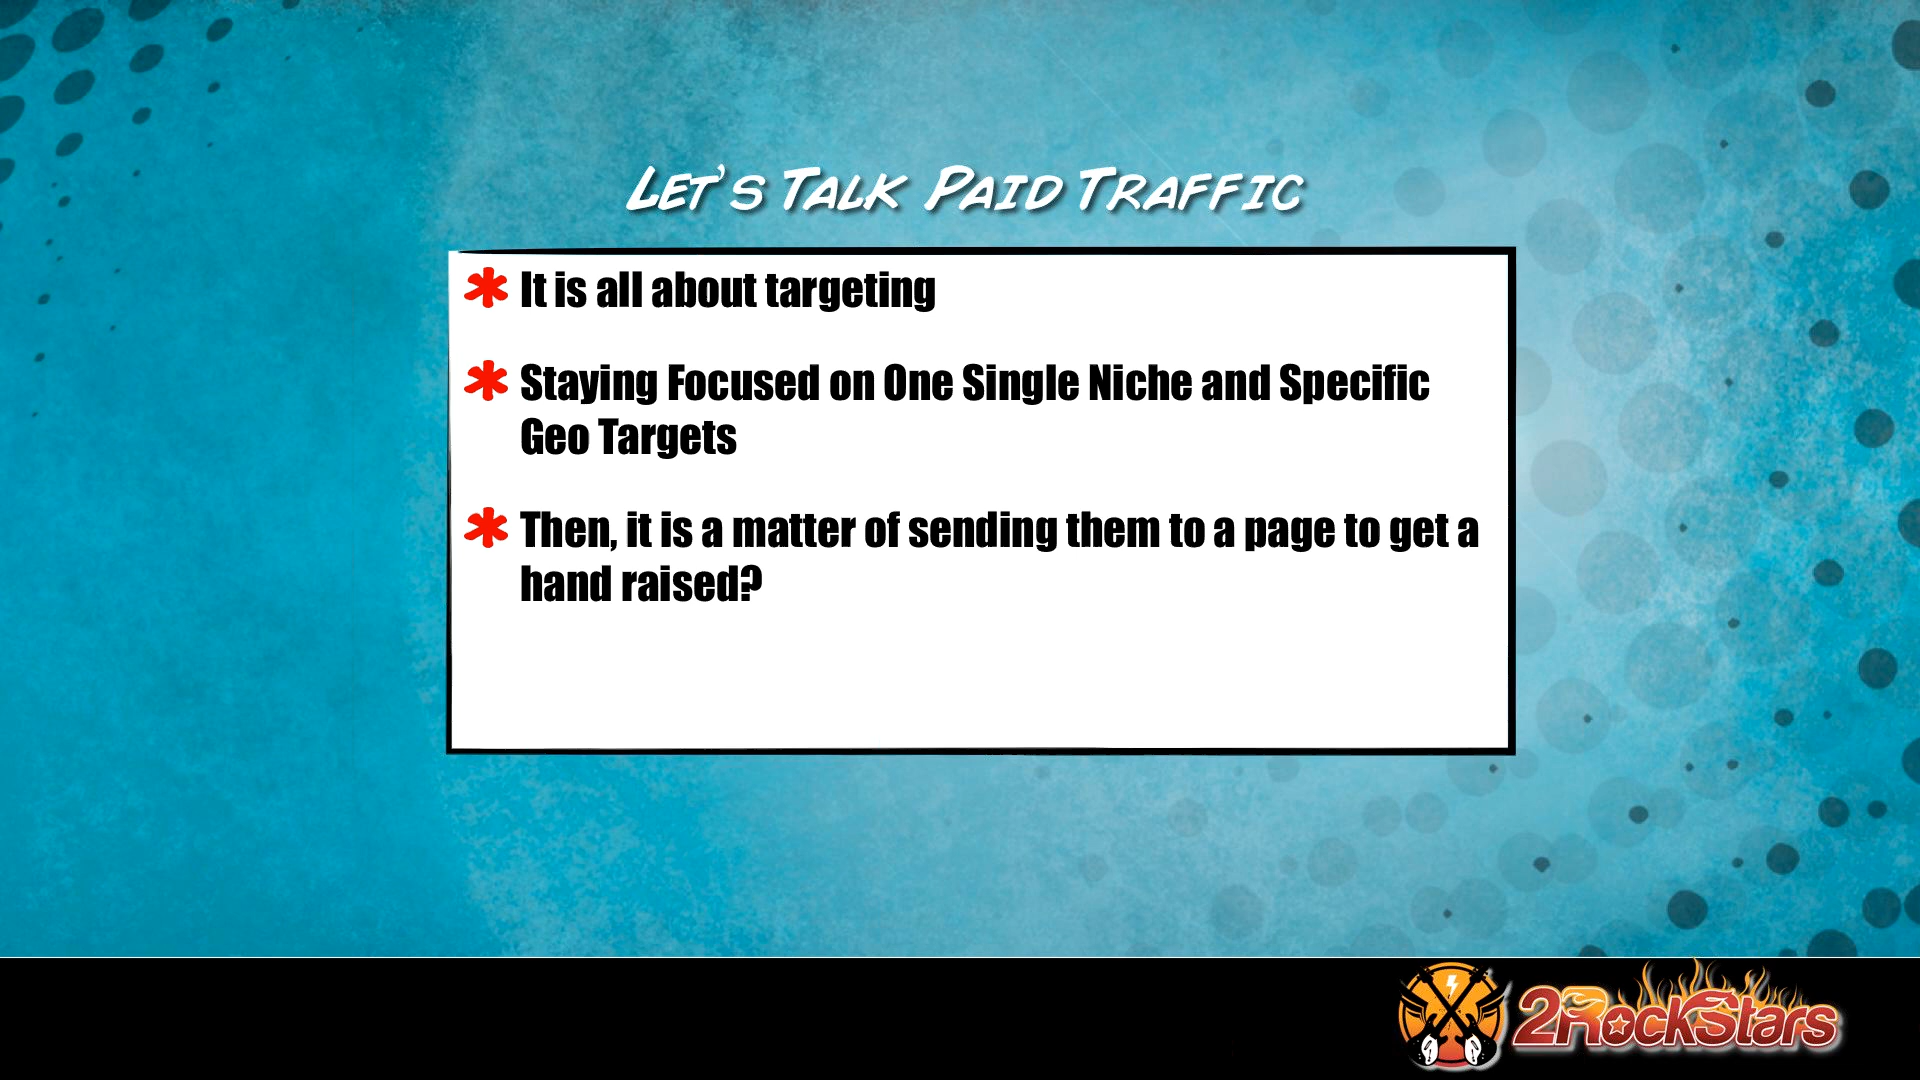 LET'S TALK PAID TRAFFIC
It is all about targeting
Staying Focused on One Single Niche and Specific
Geo Targets
Then, it is a matter of sending them to a page to get a
hand raised?
2RockStars